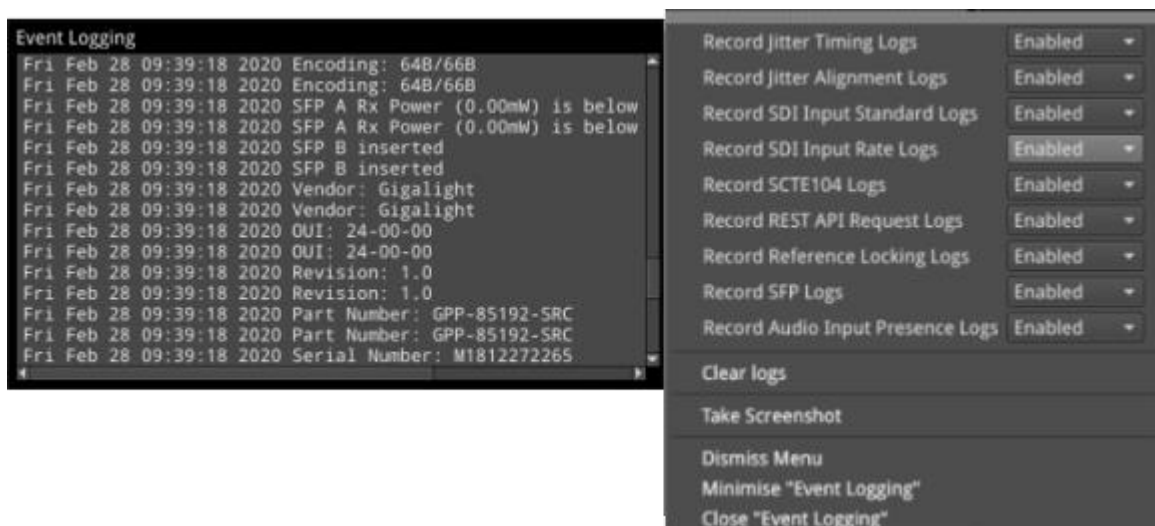 Event Logging
Fri Feb 28 09:39:18 2020 Encoding: 64B/66B
Fri Feb 28 09:39:18 2020 Encoding: 64B/66B
Fri Feb 28 09:39:18 2020 SFP A Rx Power (0.00mW) is below
Fri Feb 28 09:39:18 2020 SFP A Rx Power (0.00mW) is below
Fri Feb 28 09:39:18 2020 SFP B inserted
Fri Feb 28 09:39:18 2020 SFP B inserted
Fri Feb 28 09:39:18 2020 Vendor: Gigalight
Fri Feb 28 09:39:18 2020 Vendor: Gigalight
Fri Feb 28 09:39:18 2020 OUI: 24-00-00
Fri Feb 28 09:39:18 2020 OUI: 24-00-00
Fri Feb 28 09:39:18 2020 Revision: 1.0
Fri Feb 28 09:39:18 2020 Revision: 1.0
Fri Feb 28 09:39:18 2020 Part Number: GPP-85192-SRC
Fri Feb 28 09:39:18 2020 Part Number: GPP-85192-SRC
Fri Feb 28 09:39:18 2020 Serial Number: M1812272265
Record Jitter Timing Logs Enabled
Record Jitter Alignment Logs Enabled
Record SDI Input Standard Logs Enabled
Record SDI Input Rate Logs Enabled
Record SCTE104 Logs Enabled
Record REST API Request Logs Enabled
Record Reference Locking Logs Enabled
Record SFP Logs Enabled
Record Audio Input Presence Logs Enabled
Clear logs
Take Screenshot
Dismiss Menu
Minimise "Event Logging"
Close "Event Logging"